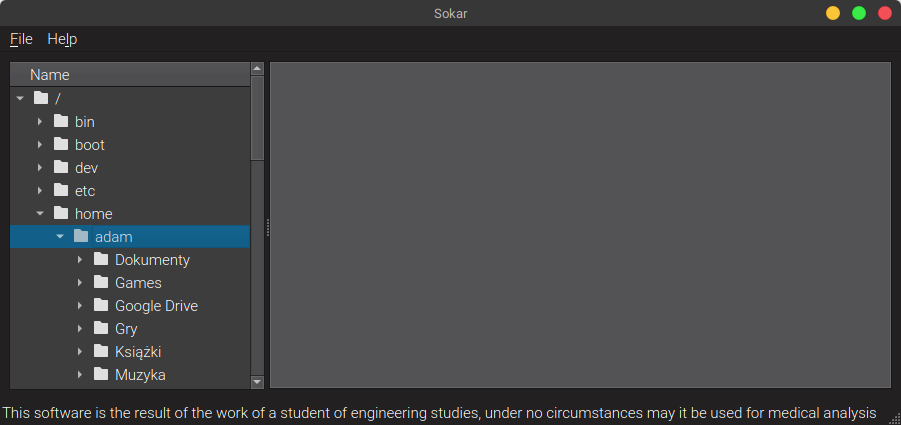 Sokar
File Help
Name
/
bin
boot
dev
etc
home
adam
Dokumenty
Games
Google Drive
Gry
Książki
Muzyka
This software is the result of the work of a student of engineering studies, under no circumstances may it be used for medical analysis